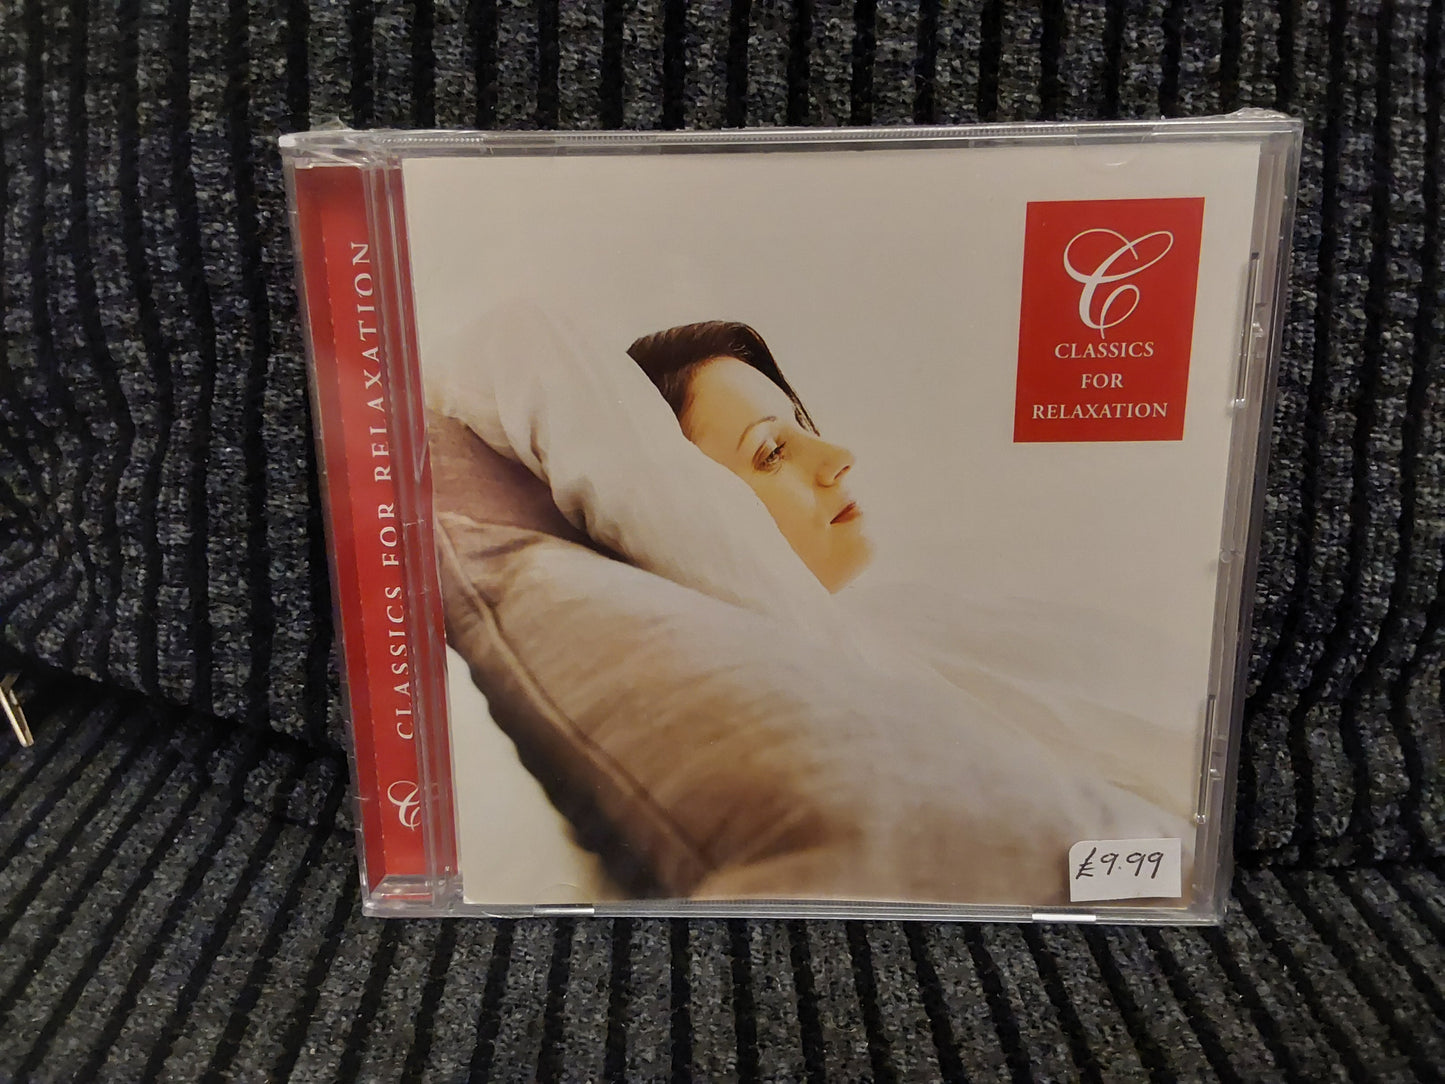 CLASSICS FOR RELAXATION
C
C
CLASSICS
FOR
RELAXATION
£9.99